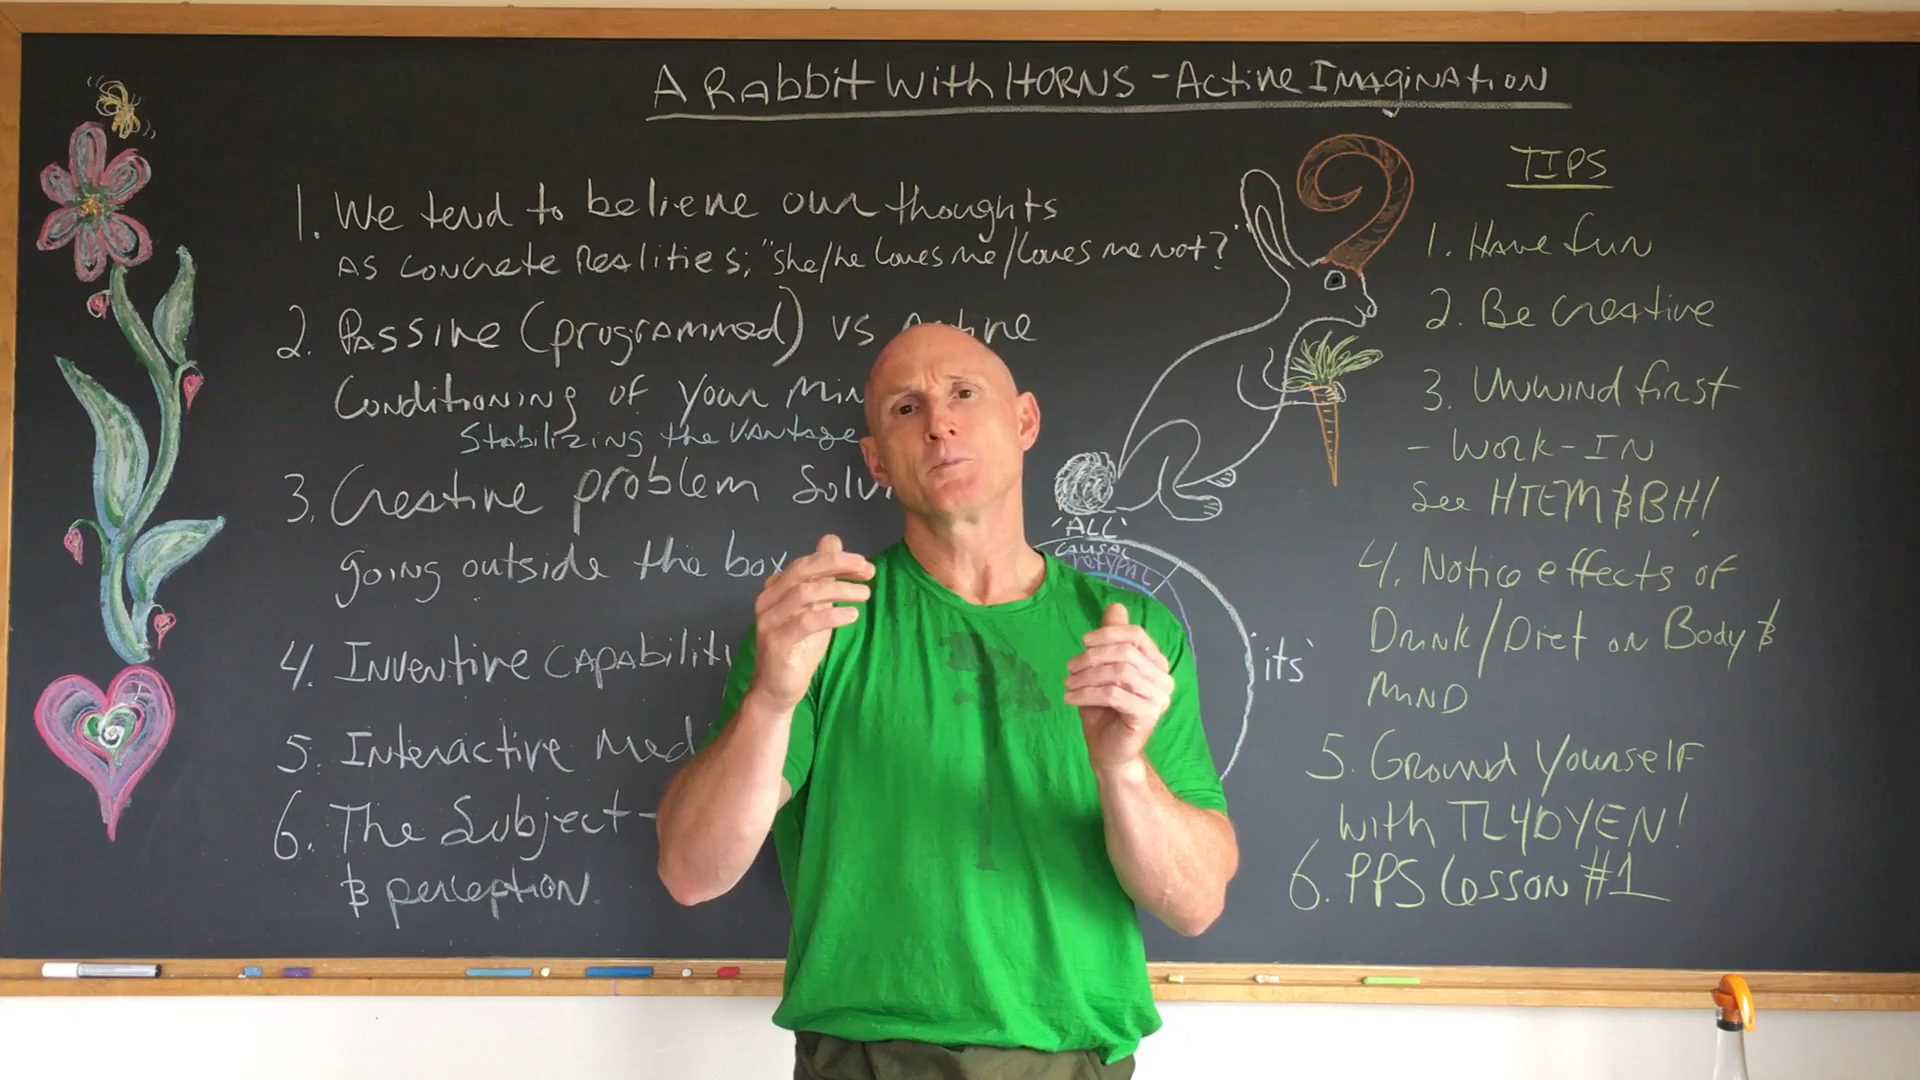 A Rabbit With HORNS - Active Imagination
1. We tend to believe our thoughts
As concrete Realities; "She/he Loves me/Loves me not?"
2. Passive (programmed) vs Active
Conditioning of your
Stabilizing the Vantage
3. Creative problem
going outside the box
4. Inventive capability
5. Interactive
6. The Subject -
& perception.
'ALL'
CAUSAL
'its'
TIPS
1. Have fun
2. Be creative
3. Unwind first
- Work-IN
See HTEM&BH!
4. Notice effects of
Drink/Diet on Body &
MIND
5. Ground Yourself
with TL4DYEN!
6. PPS Lesson #1